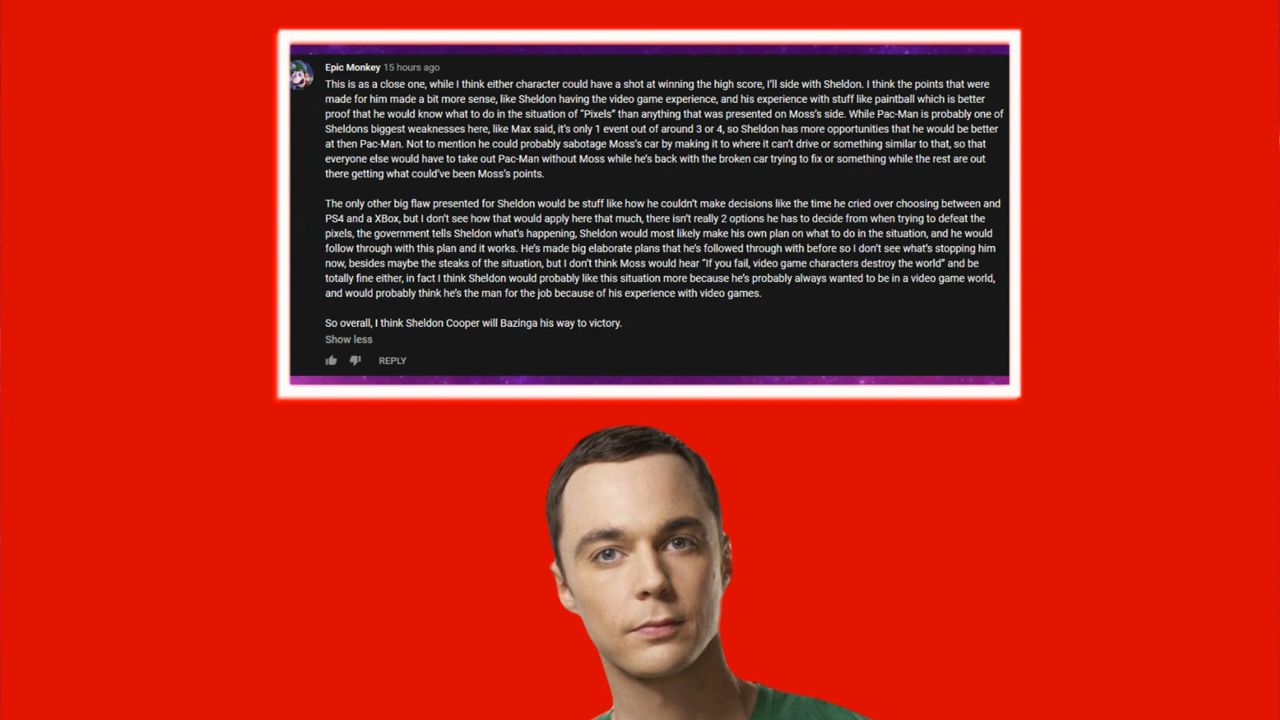 Epic Monkey 15 hours ago
This is as a close one, while I think either character could have a shot at winning the high score, I'll side with Sheldon. I think the points that were
made for him made a bit more sense, like Sheldon having the video game experience, and his experience with stuff like paintball which is better
proof that he would know what to do in the situation of “Pixels” than anything that was presented on Moss's side. While Pac-Man is probably one of
Sheldons biggest weaknesses here, like Max said, it's only 1 event out of around 3 or 4, so Sheldon has more opportunities that he would be better
at then Pac-Man. Not to mention he could probably sabotage Moss's car by making it to where it can't drive or something similar to that, so that
everyone else would have to take out Pac-Man without Moss while he's back with the broken car trying to fix or something while the rest are out
there getting what could've been Moss's points.
The only other big flaw presented for Sheldon would be stuff like how he couldn't make decisions like the time he cried over choosing between and
PS4 and a XBox, but I don't see how that would apply here that much, there isn't really 2 options he has to decide from when trying to defeat the
pixels, the government tells Sheldon what's happening, Sheldon would most likely make his own plan on what to do in the situation, and he would
follow through with this plan and it works. He's made big elaborate plans that he's followed through with before so I don't see what's stopping him
now, besides maybe the steaks of the situation, but I don't think Moss would hear “If you fail, video game characters destroy the world” and be
totally fine either, in fact I think Sheldon would probably like this situation more because he's probably always wanted to be in a video game world,
and would probably think he's the man for the job because of his experience with video games.
So overall, I think Sheldon Cooper will Bazinga his way to victory.
Show less
REPLY